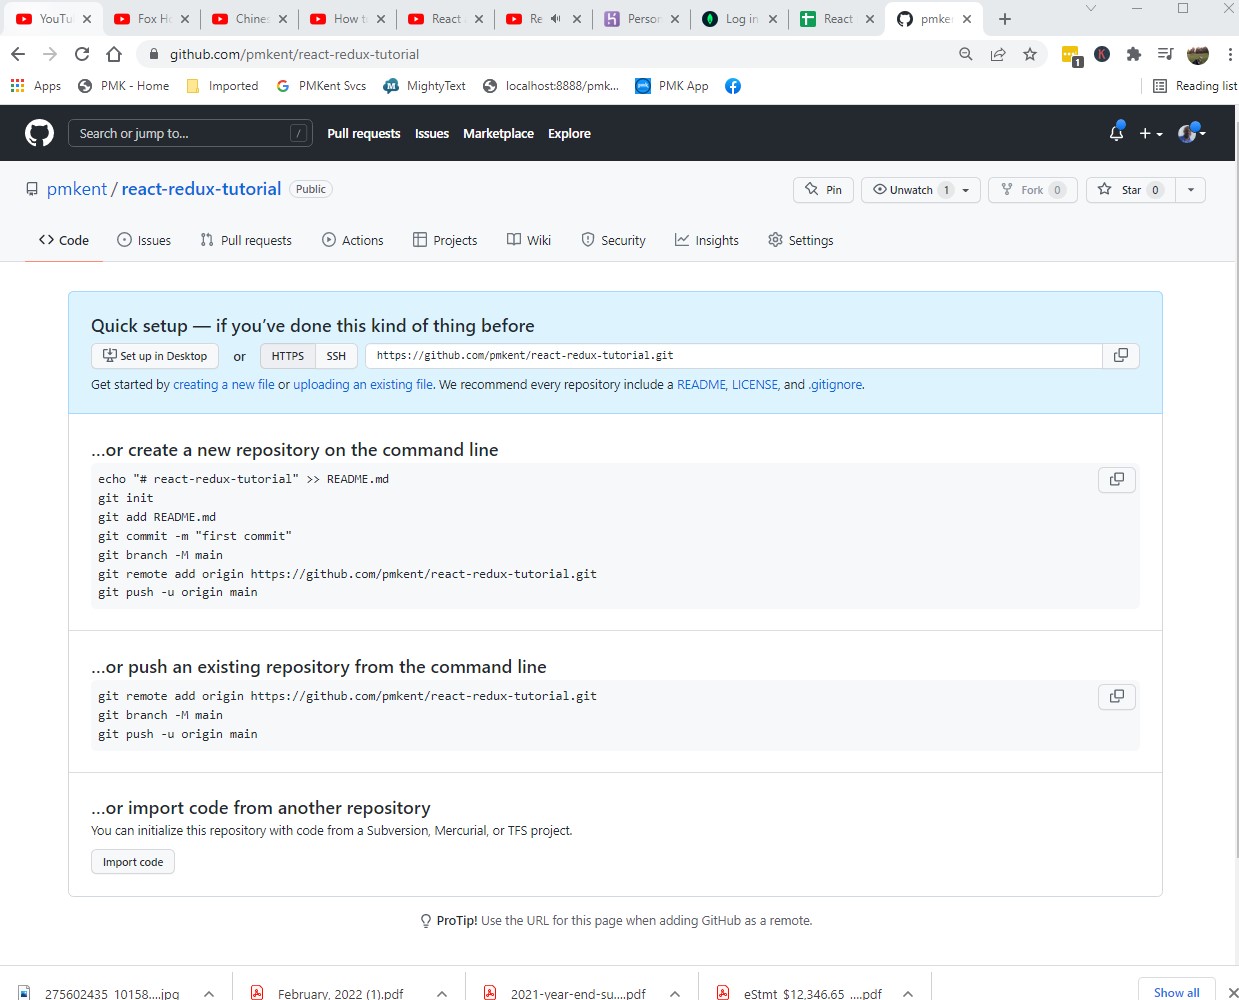 YouTu
Fox Ho
Chines
How to
React
Re
Person
Log in
React
pmken
github.com/pmkent/react-redux-tutorial
1
K
Apps
PMK - Home
Imported
PMKent Svcs
MightyText
localhost:8888/pmk...
PMK App
Reading list
Search or jump to...
/
Pull requests
Issues
Marketplace
Explore
pmkent / react-redux-tutorial
Public
Pin
Unwatch 1
Fork 0
Star 0
Code
Issues
Pull requests
Actions
Projects
Wiki
Security
Insights
Settings
Quick setup — if you’ve done this kind of thing before
Set up in Desktop
or
HTTPS
SSH
https://github.com/pmkent/react-redux-tutorial.git
Get started by creating a new file or uploading an existing file. We recommend every repository include a README, LICENSE, and .gitignore.
…or create a new repository on the command line
echo "# react-redux-tutorial" >> README.md
git init
git add README.md
git commit -m "first commit"
git branch -M main
git remote add origin https://github.com/pmkent/react-redux-tutorial.git
git push -u origin main
…or push an existing repository from the command line
git remote add origin https://github.com/pmkent/react-redux-tutorial.git
git branch -M main
git push -u origin main
…or import code from another repository
You can initialize this repository with code from a Subversion, Mercurial, or TFS project.
Import code
ProTip! Use the URL for this page when adding GitHub as a remote.
275602435_10158....jpg
February, 2022 (1).pdf
2021-year-end-su....pdf
eStmt_$12,346.65_....pdf
Show all